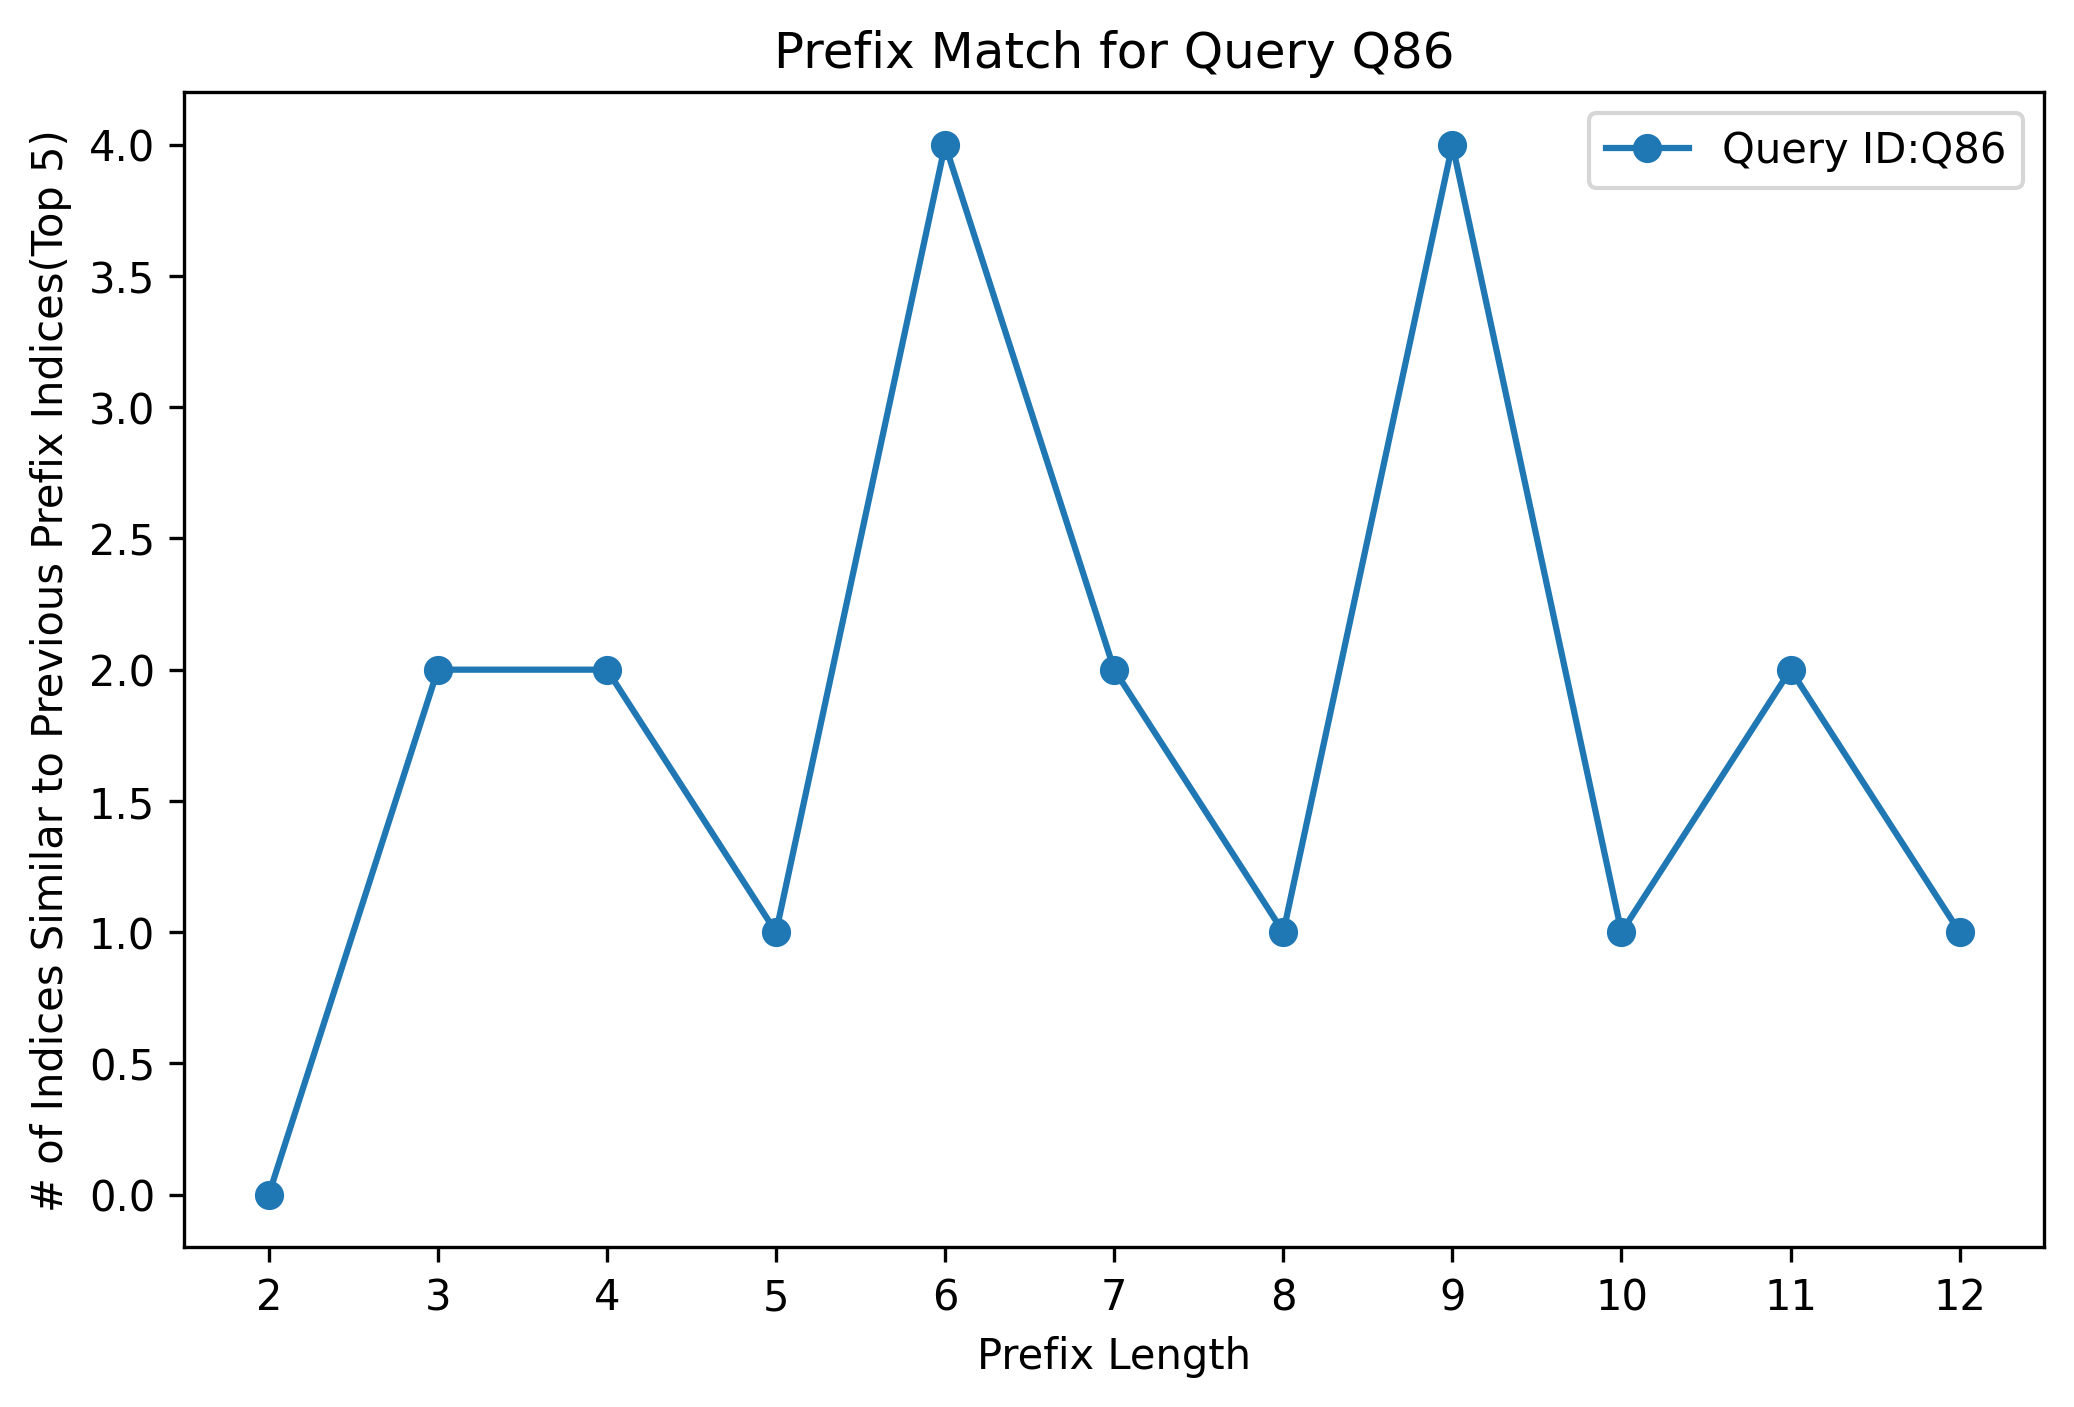 Prefix Match for Query Q86
Query ID:Q86
# of Indices Similar to Previous Prefix Indices(Top 5)
4.0
3.5
3.0
2.5
2.0
1.5
1.0
0.5
0.0
2 3 4 5 6 7 8 9 10 11 12
Prefix Length